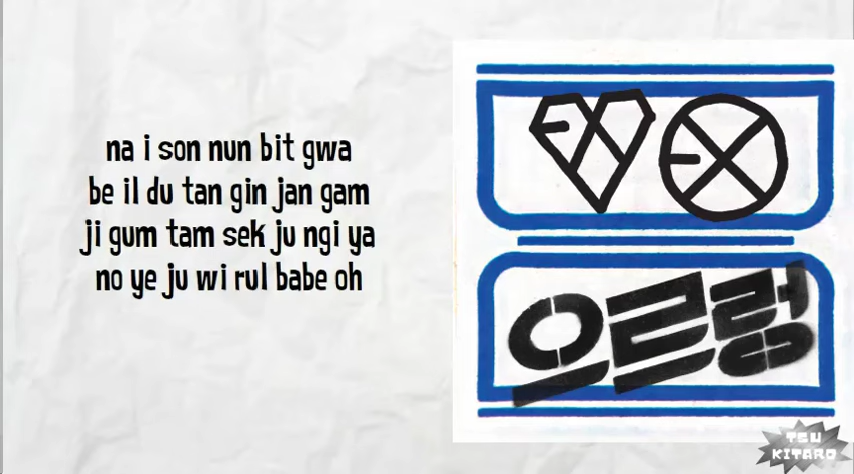 na i son nun bit gwa
be il du tan gin jan gam
ji gum tam sek ju ngi ya
no ye ju wi rul babe oh
EXO
으르렁
TSU
KITARO